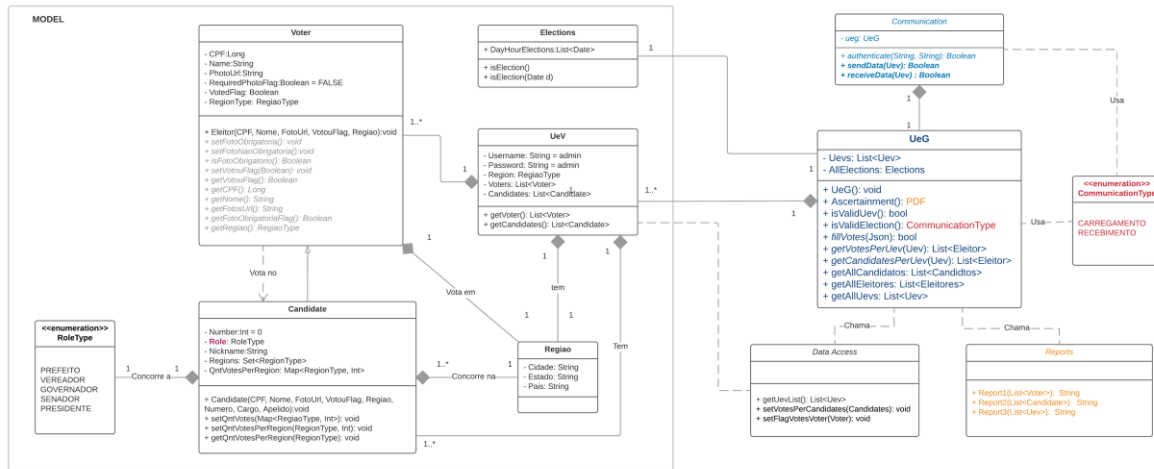 MODEL
Voter
- CPF:Long
- Name:String
- PhotoUrl:String
- RequiredPhotoFlag:Boolean = FALSE
- VotedFlag: Boolean
- RegionType: RegiaoType
+ Eleitor(CPF, Nome, FotoUrl, VotouFlag, Regiao):void
+ setFotoObrigatoria(): void
+ setFotoNaoObrigatoria():void
+ isFotoObrigatorio(): Boolean
+ setVotouFlag(Boolean): void
+ getVotouFlag(): Boolean
+ getCPF(): Long
+ getNome(): String
+ getFotosUrl(): String
+ getFotoObrigatoriaFlag(): Boolean
+ getRegiao(): RegiaoType
Elections
+ DayHourElections:List<Date>
+ isElection()
+ isElection(Date d)
1
1
Communication
- ueg: UeG
+ authenticate(String, String): Boolean
+ sendData(Uev): Boolean
+ receiveData(Uev) : Boolean
1
1
Usa
UeV
- Username: String = admin
- Password: String = admin
- Region: RegiaoType
- Voters: List<Voter>
- Candidates: List<Candidate>
+ getVoter(): List<Voter>
+ getCandidates(): List<Candidate>
1..*
1
1
1..*
1
UeG
- Uevs: List<Uev>
- AllElections: Elections
+ UeG(): void
+ Ascertainment(): PDF
+ isValidUev(): bool
+ isValidElection(): CommunicationType
+ fillVotes(Json): bool
+ getVotesPerUev(Uev): List<Eleitor>
+ getCandidatesPerUev(Uev): List<Eleitor>
+ getAllCandidatos: List<Candidtos>
+ getAllEleitores: List<Eleitores>
+ getAllUevs: List<Uev>
Usa
<<enumeration>>
CommunicationType
CARREGAMENTO
RECEBIMENTO
Vota no
1
Vota em
1
1
tem
1
1
Tem
1..*
Candidate
- Number:Int = 0
- Role: RoleType
- Nickname:String
- Regions: Set<RegionType>
- QntVotesPerRegion: Map<RegionType, Int>
+ Candidate(CPF, Nome, FotoUrl, VotouFlag, Regiao,
Numero, Cargo, Apelido):void
+ setQntVotes(Map<RegiaoType, Int>): void
+ setQntVotesPerRegion(RegionType, Int): void
+ getQntVotesPerRegion(RegionType): void
<<enumeration>>
RoleType
PREFEITO
VEREADOR
GOVERNADOR
SENADOR
PRESIDENTE
1
Concorre a
1
1..*
Concorre na
1
Regiao
- Cidade: String
- Estado: String
- Pais: String
Chama
Chama
Data Access
+ getUevList(): List<Uev>
+ setVotesPerCandidates(Candidates): void
+ setFlagVotesVoter(Voter): void
Reports
+ Report1(List<Voter>): String
+ Report2(List<Candidate>): String
+ Report3(List<Uev>): String